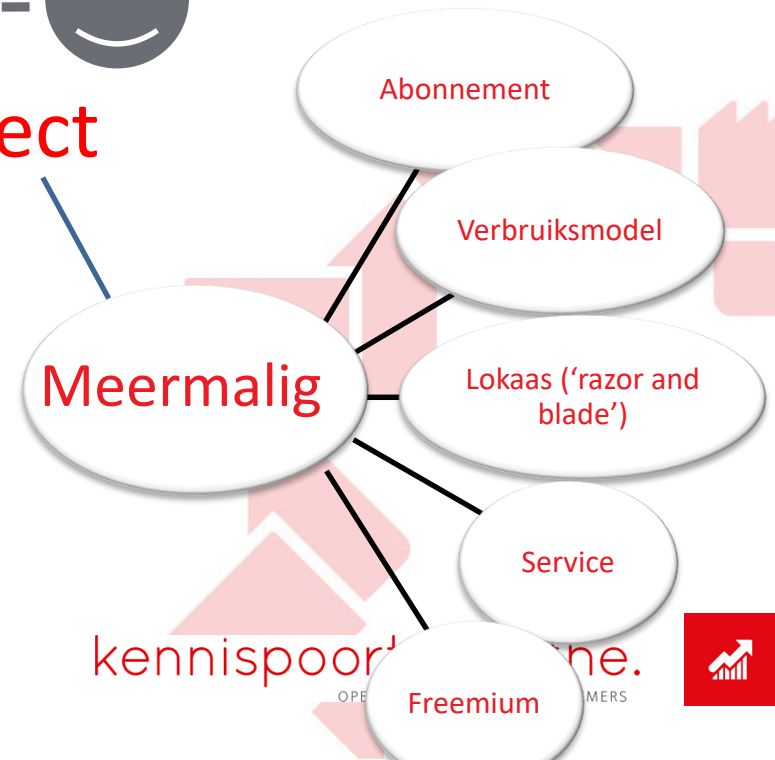 ect
Abonnement
Verbruiksmodel
Meermalig
Lokaas (‘razor and
blade’)
Service
Freemium